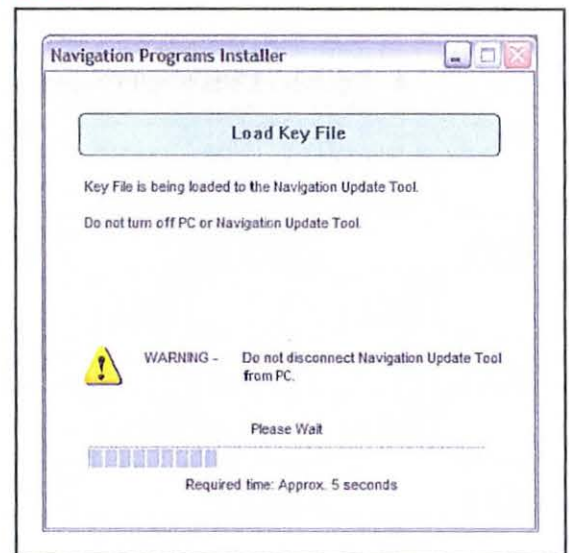 Navigation Programs Installer
Load Key File
Key File is being loaded to the Navigation Update Tool.
Do not turn off PC or Navigation Update Tool.
WARNING - Do not disconnect Navigation Update Tool
from PC.
Please Wait
Required time: Approx. 5 seconds